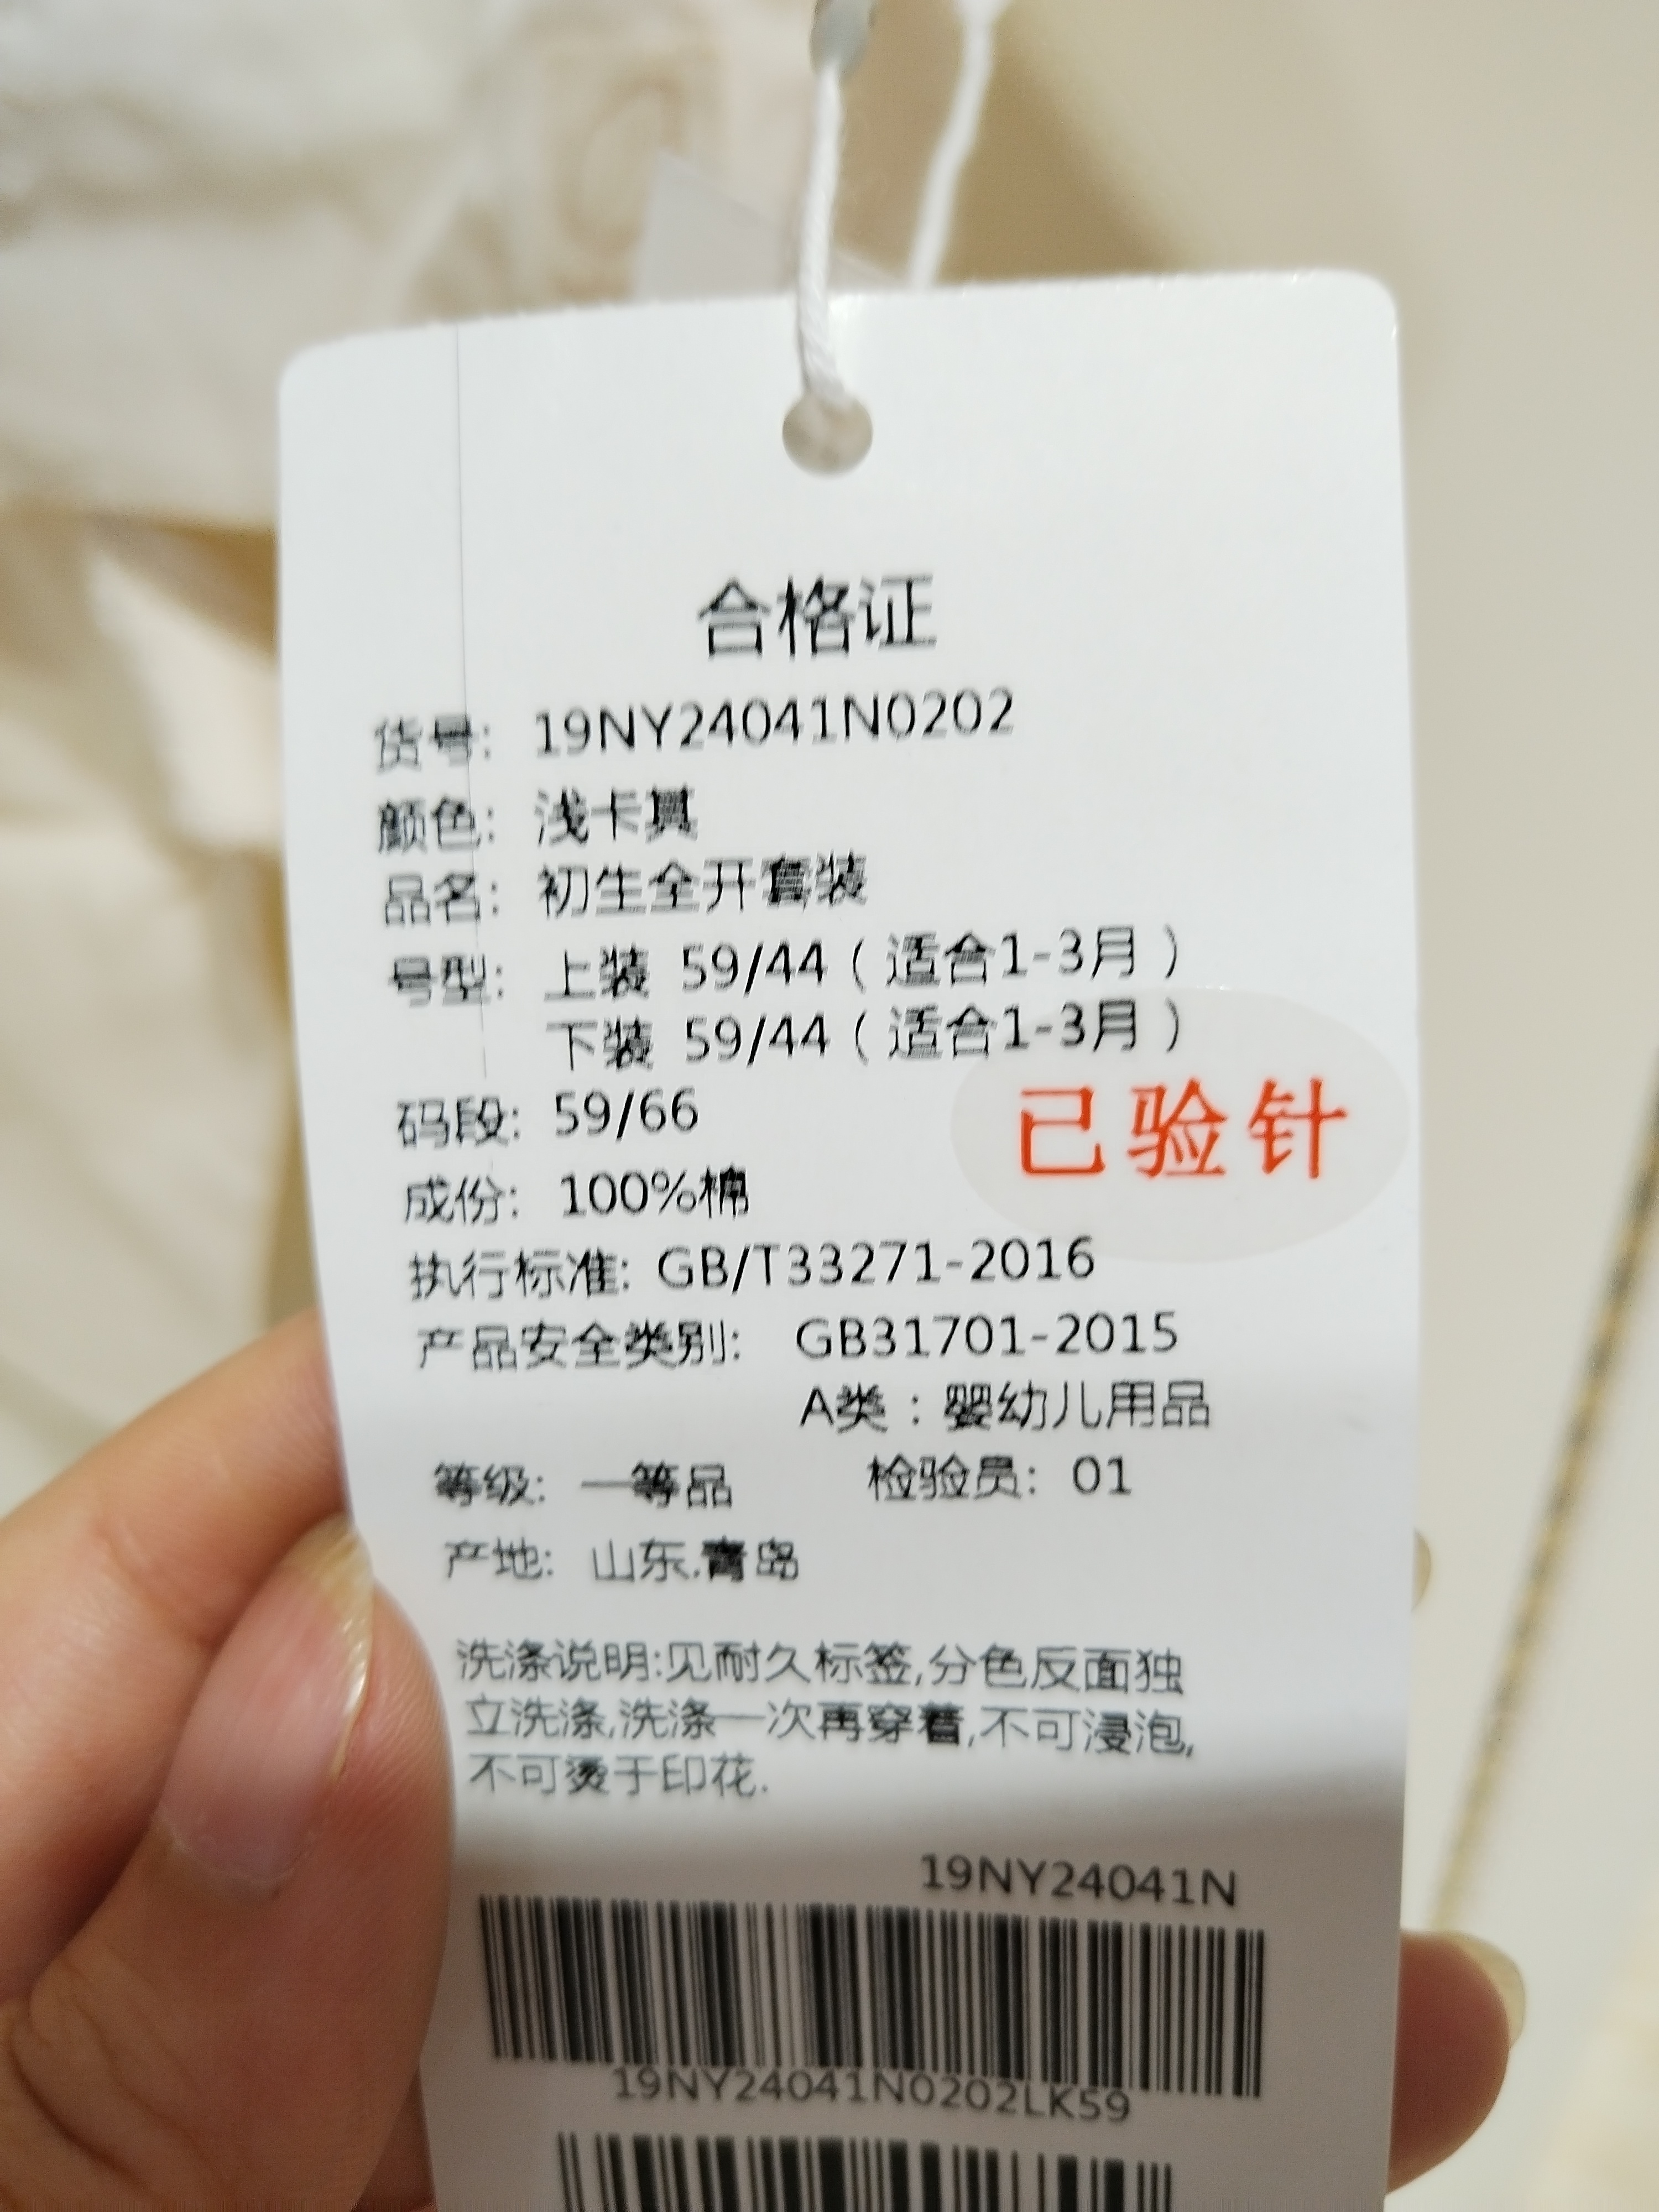 合格证
货号: 19NY24041N0202
颜色: 浅卡其
品名: 初生全开套装
号型: 上装 59/44（适合1-3月）
下装 59/44（适合1-3月）
码段: 59/66
已验针
成份: 100%棉
执行标准: GB/T33271-2016
产品安全类别: GB31701-2015
A类：婴幼儿用品
等级: 一等品 检验员: 01
产地: 山东.青岛
洗涤说明:见耐久标签,分色反面独
立洗涤,洗涤一次再穿着,不可浸泡,
不可烫于印花.
19NY24041N
19NY24041N0202LK59